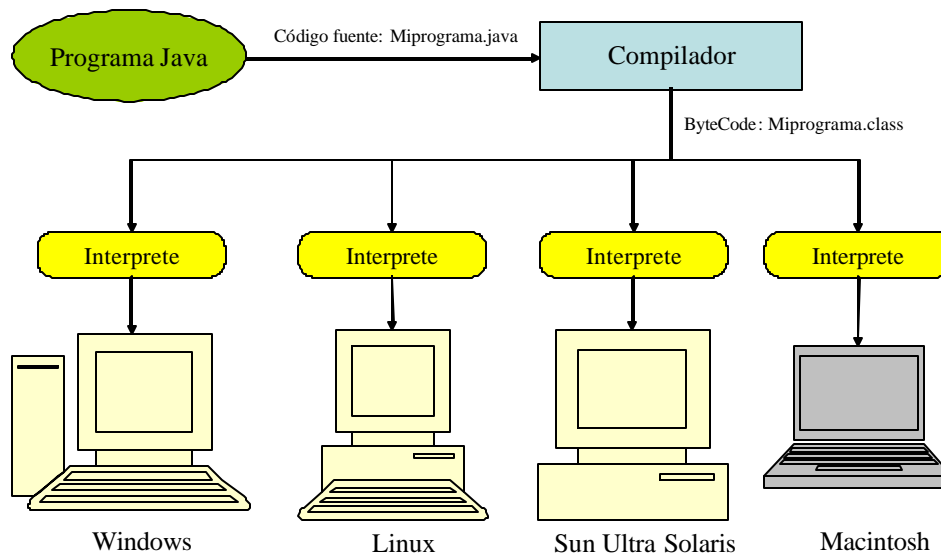 Código fuente: Miprograma.java
Programa Java
Compilador
ByteCode: Miprograma.class
Interprete
Interprete
Interprete
Interprete
Windows
Linux
Sun Ultra Solaris
Macintosh